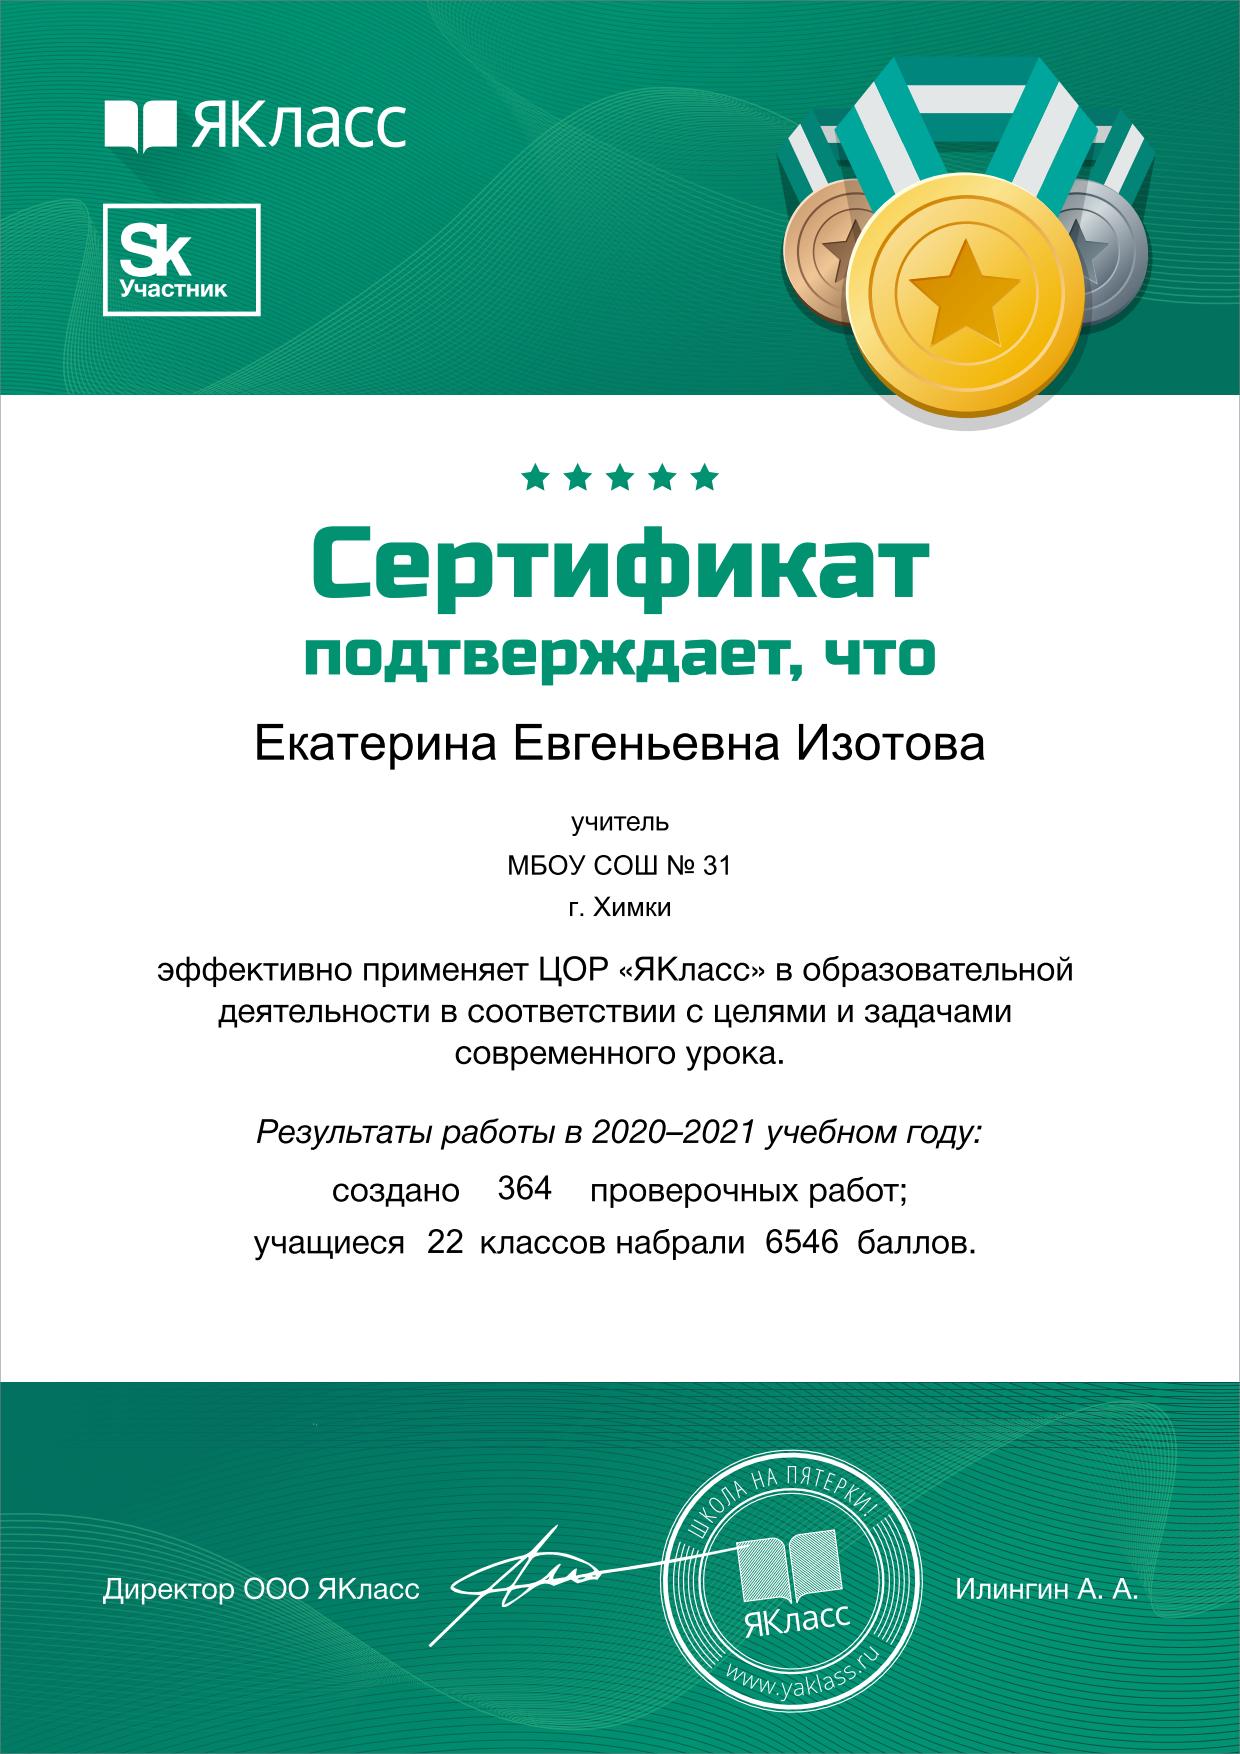 ЯКласс
Sk
Участник
Сертификат
подтверждает, что
Екатерина Евгеньевна Изотова
учитель
МБОУ СОШ № 31
г. Химки
эффективно применяет ЦОР «ЯКласс» в образовательной
деятельности в соответствии с целями и задачами
современного урока.
Результаты работы в 2020–2021 учебном году:
создано 364 проверочных работ;
учащиеся 22 классов набрали 6546 баллов.
Директор ООО ЯКласс
ШКОЛА НА ПЯТЕРКИ!
ЯКласс
www.yaklass.ru
Илингин А. А.